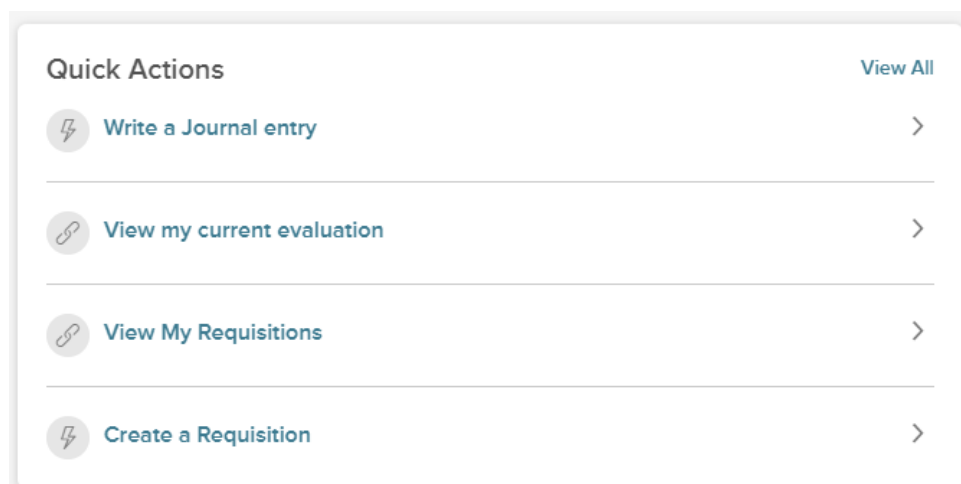 Quick Actions
View All
Write a Journal entry
View my current evaluation
View My Requisitions
Create a Requisition